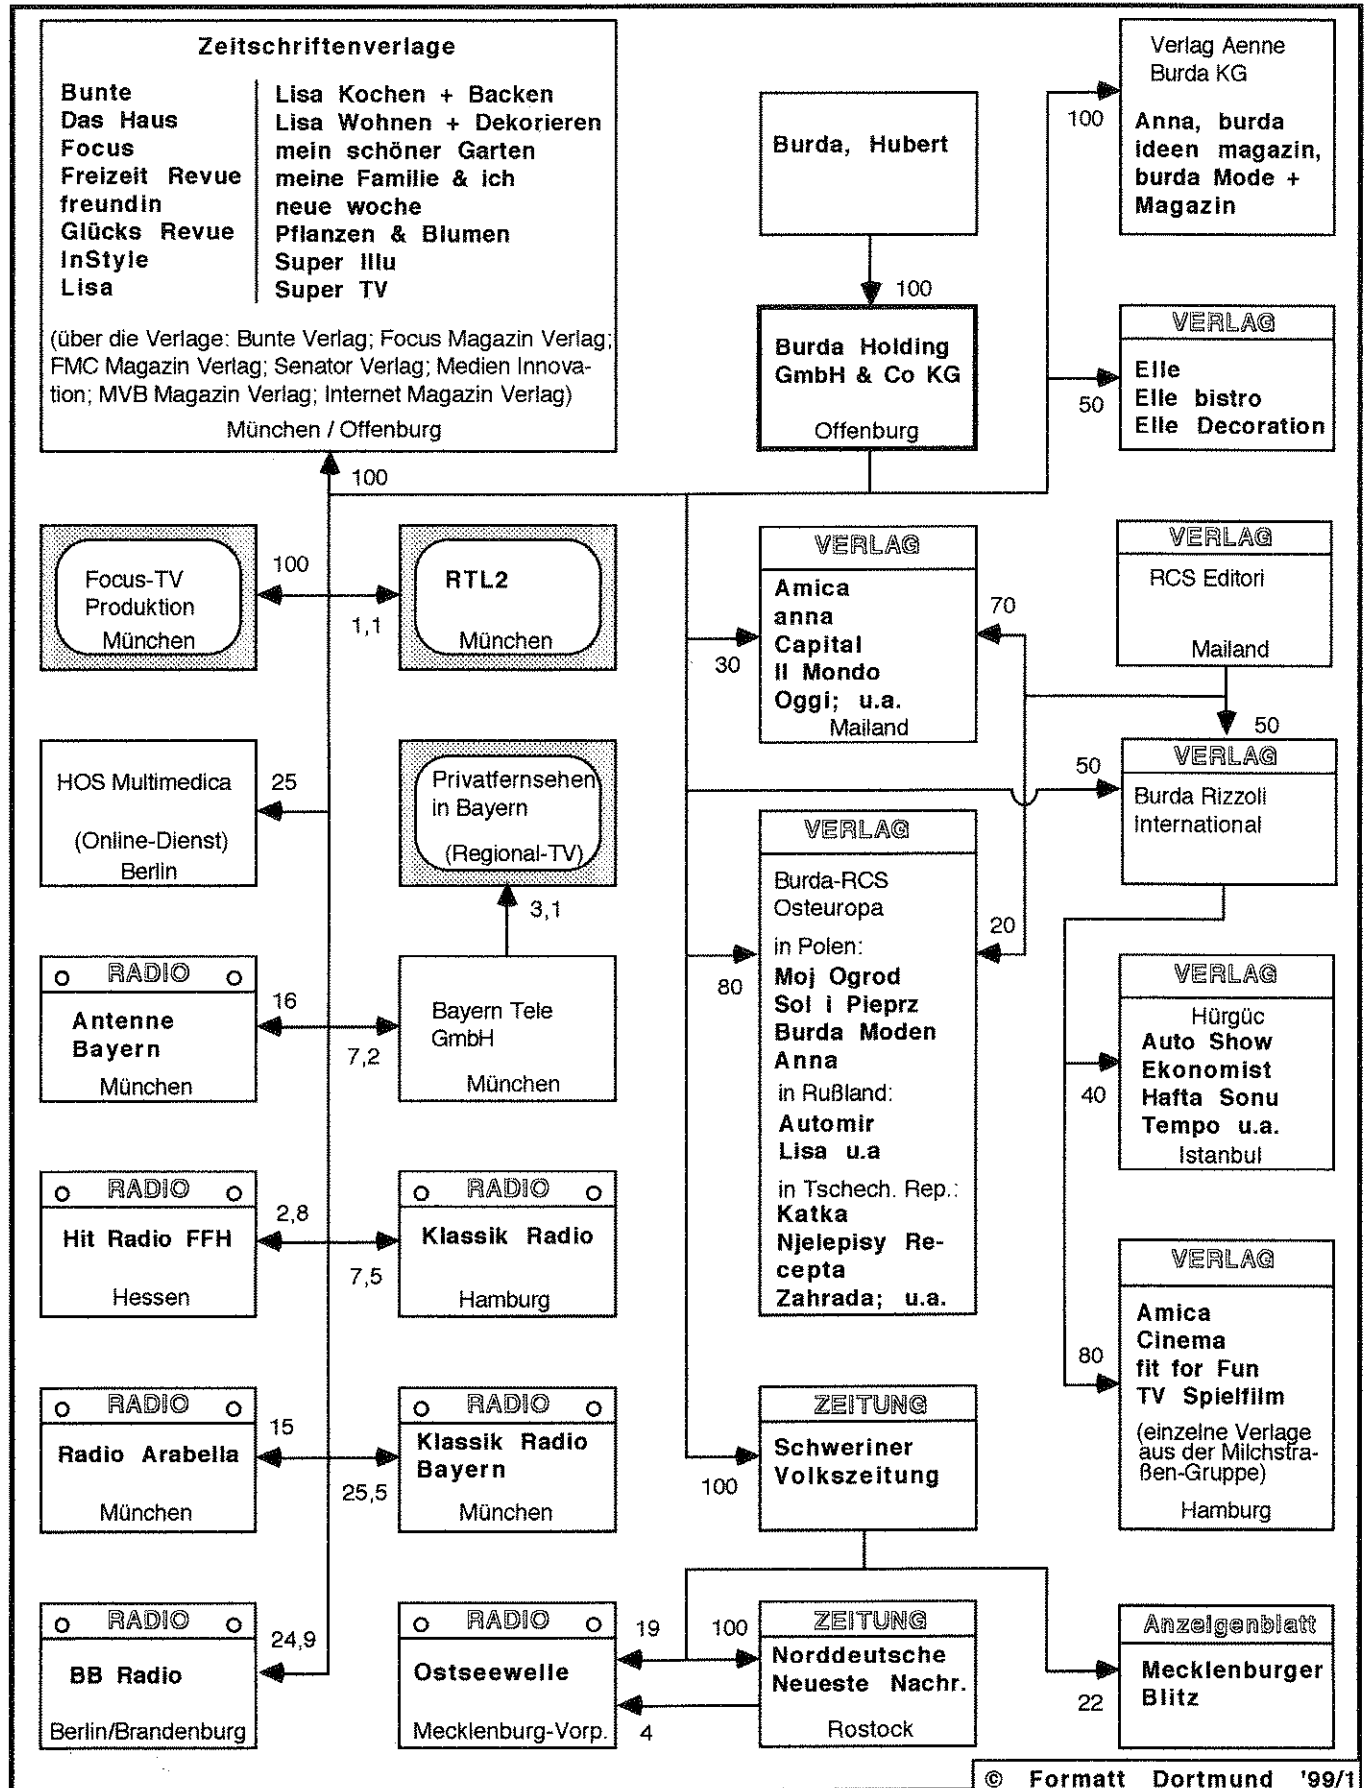 Zeitschriftenverlage
Bunte
Das Haus
Focus
Freizeit Revue
freundin
Glücks Revue
InStyle
Lisa
Lisa Kochen + Backen
Lisa Wohnen + Dekorieren
mein schöner Garten
meine Familie & ich
neue woche
Pflanzen & Blumen
Super Illu
Super TV
(über die Verlage: Bunte Verlag; Focus Magazin Verlag;
FMC Magazin Verlag; Senator Verlag; Medien Innova-
tion; MVB Magazin Verlag; Internet Magazin Verlag)
München / Offenburg
100
Burda, Hubert
100
Burda Holding
GmbH & Co KG
Offenburg
Verlag Aenne
Burda KG
100
Anna, burda
ideen magazin,
burda Mode +
Magazin
VERLAG
50
Elle
Elle bistro
Elle Decoration
Focus-TV
Produktion
München
100
1,1
RTL2
München
VERLAG
Amica
anna
Capital
Il Mondo
Oggi; u.a.
Mailand
30
70
VERLAG
RCS Editori
Mailand
50
HOS Multimedica
(Online-Dienst)
Berlin
25
Privatfernsehen
in Bayern
(Regional-TV)
3,1
50
VERLAG
Burda Rizzoli
International
VERLAG
Burda-RCS
Osteuropa
in Polen:
Moj Ogrod
Sol i Pieprz
Burda Moden
Anna
in Rußland:
Automir
Lisa u.a
in Tschech. Rep.:
Katka
Njelepisy Re-
cepta
Zahrada; u.a.
80
20
RADIO
Antenne
Bayern
München
16
7,2
Bayern Tele
GmbH
München
VERLAG
Hürgüc
Auto Show
Ekonomist
Hafta Sonu
Tempo u.a.
Istanbul
40
RADIO
Hit Radio FFH
Hessen
2,8
7,5
RADIO
Klassik Radio
Hamburg
VERLAG
Amica
Cinema
fit for Fun
TV Spielfilm
(einzelne Verlage
aus der Milchstra-
ßen-Gruppe)
Hamburg
80
RADIO
Radio Arabella
München
15
25,5
RADIO
Klassik Radio
Bayern
München
ZEITUNG
Schweriner
Volkszeitung
100
RADIO
BB Radio
Berlin/Brandenburg
24,9
RADIO
Ostseewelle
Mecklenburg-Vorp.
19
100
4
ZEITUNG
Norddeutsche
Neueste Nachr.
Rostock
Anzeigenblatt
Mecklenburger
Blitz
22
© Formatt Dortmund '99/1